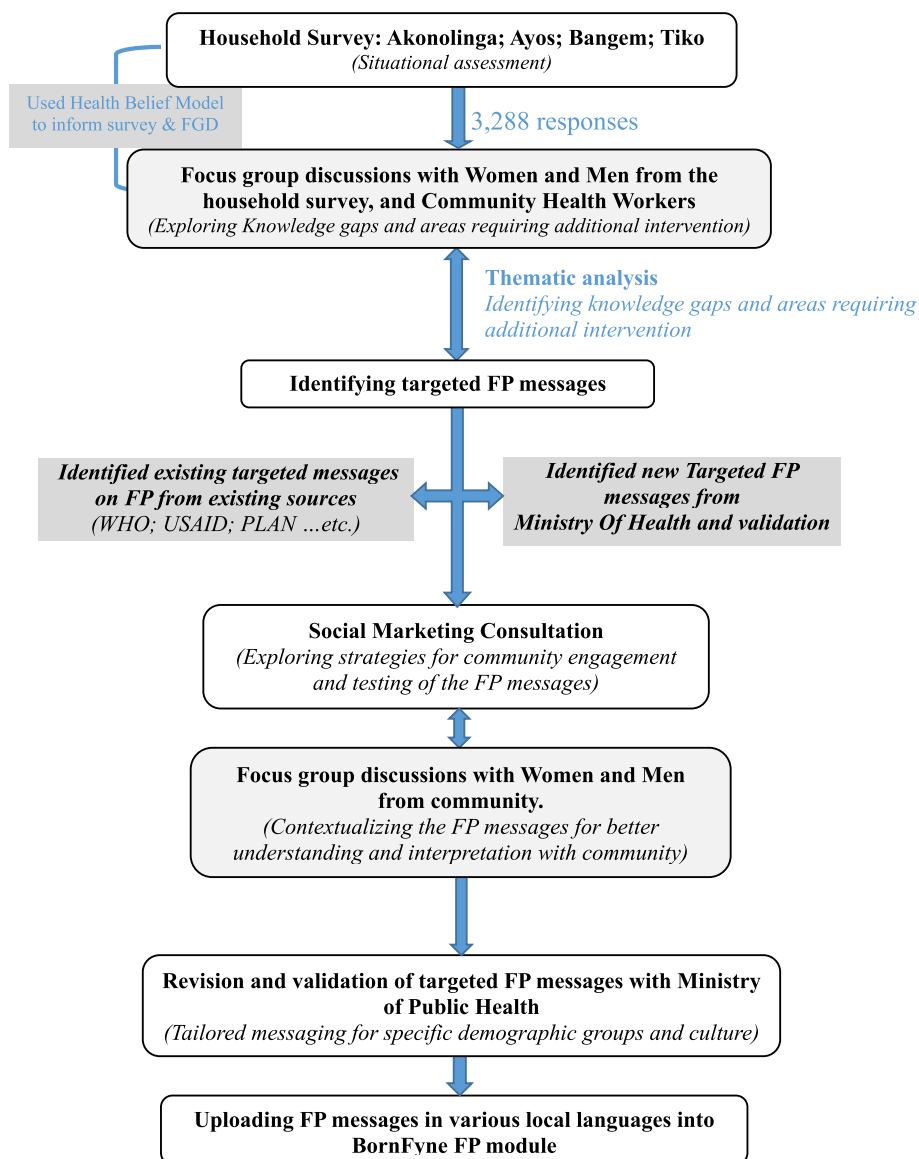 Household Survey: Akonolinga; Ayos; Bangem; Tiko
(Situational assessment)
Used Health Belief Model
to inform survey & FGD
3,288 responses
Focus group discussions with Women and Men from the
household survey, and Community Health Workers
(Exploring Knowledge gaps and areas requiring additional intervention)
Thematic analysis
Identifying knowledge gaps and areas requiring
additional intervention
Identifying targeted FP messages
Identified existing targeted messages
on FP from existing sources
(WHO; USAID; PLAN ...etc.)
Identified new Targeted FP
messages from
Ministry Of Health and validation
Social Marketing Consultation
(Exploring strategies for community engagement
and testing of the FP messages)
Focus group discussions with Women and Men
from community.
(Contextualizing the FP messages for better
understanding and interpretation with community)
Revision and validation of targeted FP messages with Ministry
of Public Health
(Tailored messaging for specific demographic groups and culture)
Uploading FP messages in various local languages into
BornFyne FP module